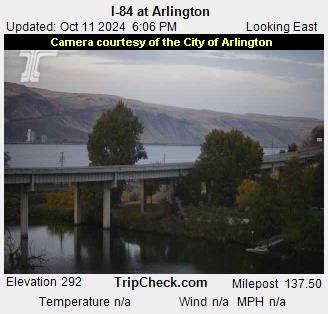 I-84 at Arlington
Updated: Oct 11 2024 6:06 PM Looking East
Camera courtesy of the City of Arlington
Elevation 292 TripCheck.com Milepost 137.50
Temperature n/a Wind n/a MPH n/a